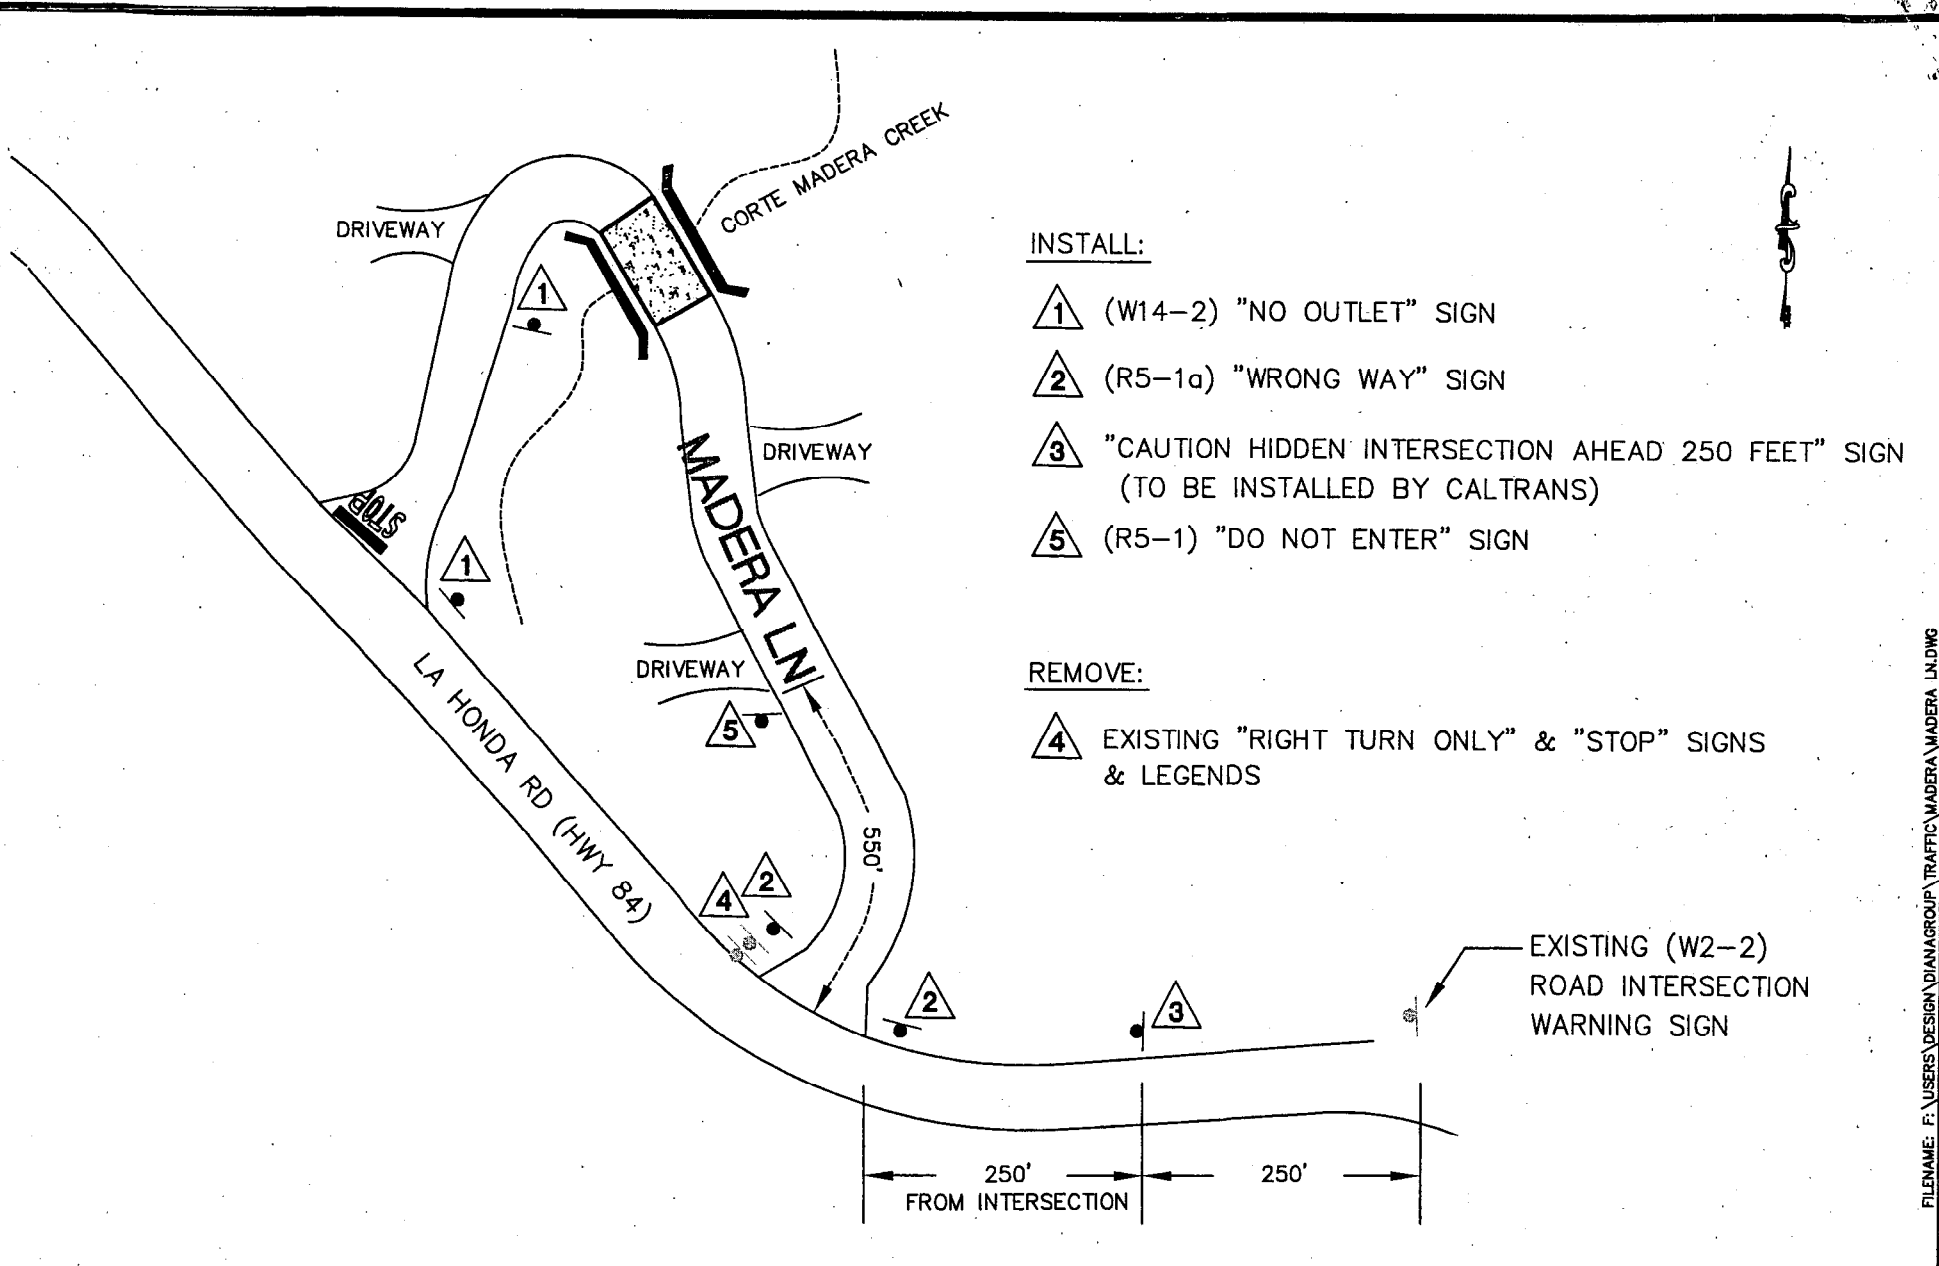 CORTE MADERA CREEK
DRIVEWAY
1
INSTALL:
1 (W14-2) "NO OUTLET" SIGN
2 (R5-1a) "WRONG WAY" SIGN
3 "CAUTION HIDDEN INTERSECTION AHEAD 250 FEET" SIGN
(TO BE INSTALLED BY CALTRANS)
5 (R5-1) "DO NOT ENTER" SIGN
DRIVEWAY
MADERA LN
STOP
1
DRIVEWAY
5
REMOVE:
4 EXISTING "RIGHT TURN ONLY" & "STOP" SIGNS
& LEGENDS
LA HONDA RD (HWY 84)
550'
2
4
2
3
EXISTING (W2-2)
ROAD INTERSECTION
WARNING SIGN
250'
FROM INTERSECTION
250'
FILENAME: F:\USERS\DESIGN\DIANAGROUP\TRAFFIC\MADERA\MADERA LN.DWG